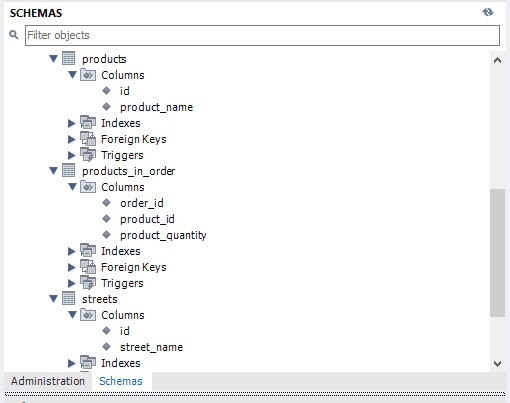 SCHEMAS
Filter objects
products
Columns
id
product_name
Indexes
Foreign Keys
Triggers
products_in_order
Columns
order_id
product_id
product_quantity
Indexes
Foreign Keys
Triggers
streets
Columns
id
street_name
Indexes
Administration Schemas